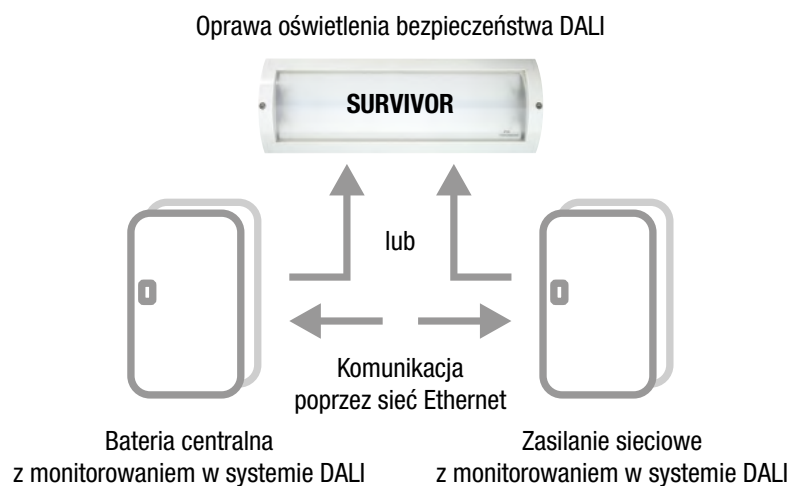 Oprawa oświetlenia bezpieczeństwa DALI
SURVIVOR
lub
Komunikacja
poprzez sieć Ethernet
Bateria centralna
z monitorowaniem w systemie DALI
Zasilanie sieciowe
z monitorowaniem w systemie DALI